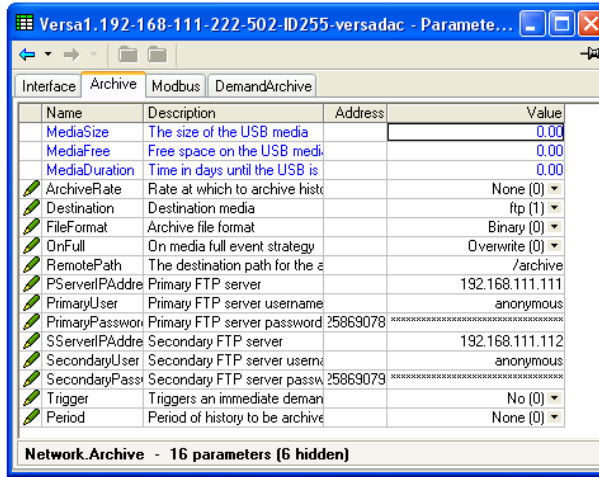 Versa1.192-168-111-222-502-ID255-versadac - Paramete...
Interface Archive Modbus DemandArchive
Name Description Address Value
MediaSize The size of the USB media 0.00
MediaFree Free space on the USB media 0.00
MediaDuration Time in days until the USB is 0.00
ArchiveRate Rate at which to archive histo None (0)
Destination Destination media ftp (1)
FileFormat Archive file format Binary (0)
OnFull On media full event strategy Overwrite (0)
RemotePath The destination path for the a /archive
PServerIPAddre Primary FTP server 192.168.111.111
PrimaryUser Primary FTP server username anonymous
PrimaryPassword Primary FTP server password 25869078 ********************************
SServerIPAddre Secondary FTP server 192.168.111.112
SecondaryUser Secondary FTP server userna anonymous
SecondaryPassw Secondary FTP server passw 25869079 ********************************
Trigger Triggers an immediate deman No (0)
Period Period of history to be archive None (0)
Network.Archive - 16 parameters (6 hidden)